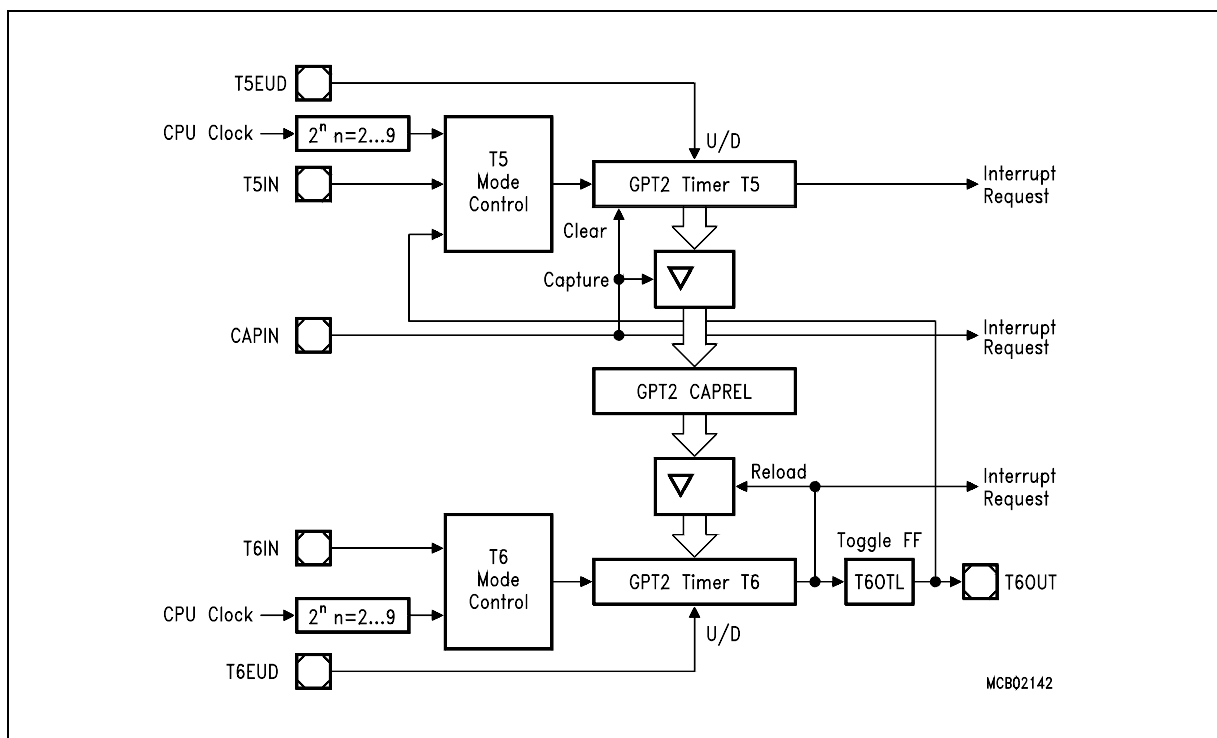 T5EUD
CPU Clock
2ⁿ n=2...9
T5IN
T5
Mode
Control
U/D
GPT2 Timer T5
Interrupt
Request
Clear
Capture
CAPIN
Interrupt
Request
GPT2 CAPREL
Reload
Interrupt
Request
T6IN
T6
Mode
Control
CPU Clock
2ⁿ n=2...9
GPT2 Timer T6
Toggle FF
T6OTL
T6OUT
U/D
T6EUD
MCB02142